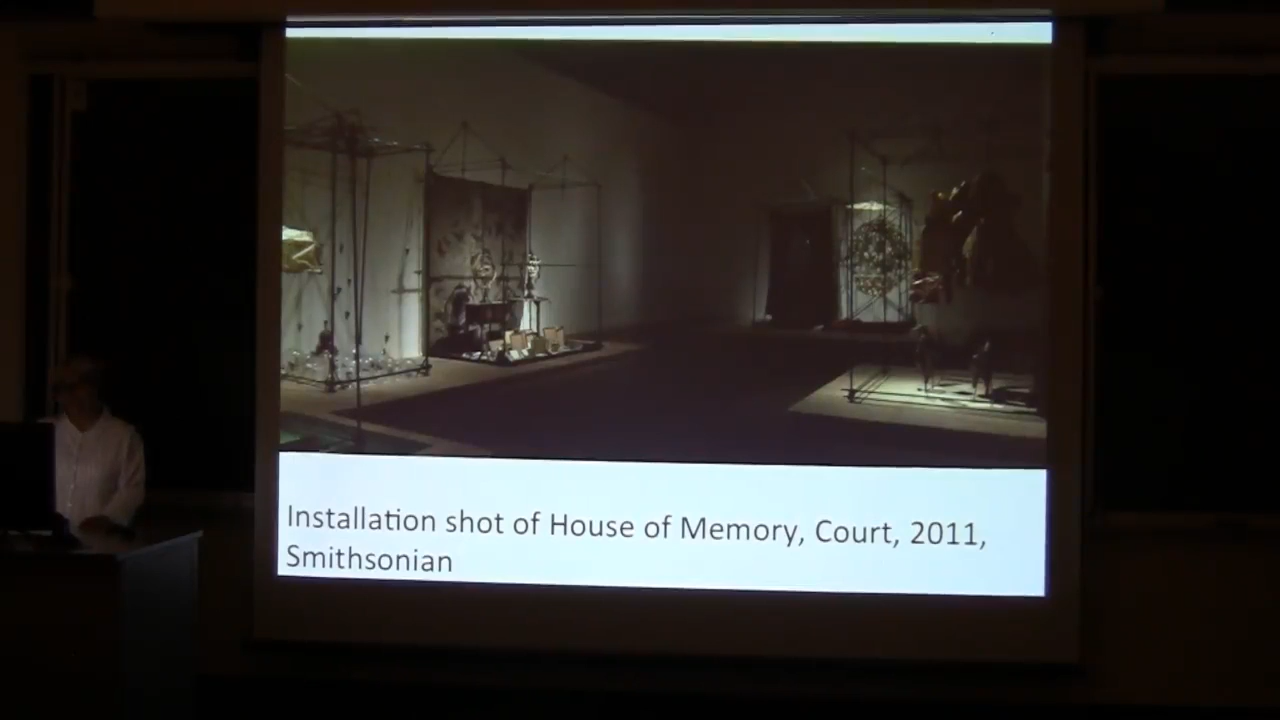 Installation shot of House of Memory, Court, 2011,
Smithsonian